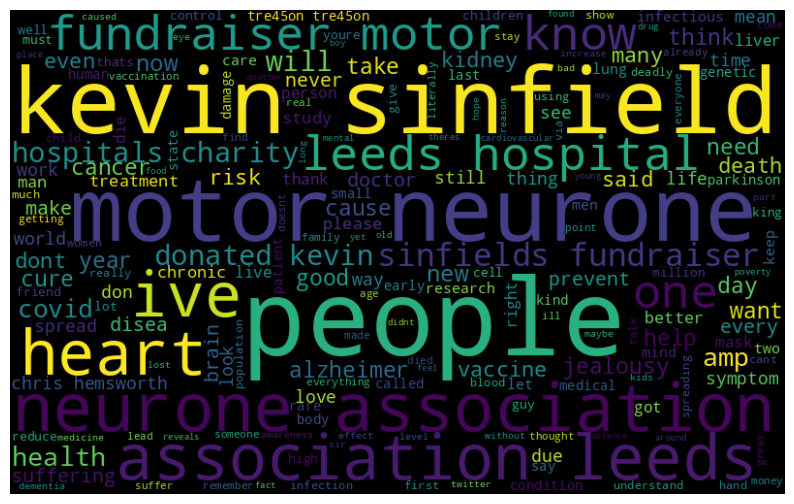 caused control tre45on tre45on children found show
fundraiser motor know
well youre infectious mean
must eye boy stay drug already liver
even now will think many
thats care kidney increase come
place vaccination human never take lung deadly time
another last bad genetic
kevin sinfield
damage person give literally using everyone
real study hope reason see may
die via
child find mental theres cardiovascular
hospitals charity leeds hospital need
state long
work cancer food still thing death
man treatment risk thank doctor said life parkinson
much make cause small men young part
getting please king
motor neurone
world women patient doesnt family yet old point keep
dont year donated kevin sinfields fundraiser
cure really chronic live good way early new cell million poverty
friend don research right prevent day
ive people one
covid lot age kind better want
spread disea population made didnt ill maybe talk help mask every
heart brain look amp
lost alzheimer vaccine mind two
chris hemsworth everything died feel called blood let medical jealousy kids spreading cant symptom
love rare body guy got
neurone association
reduce medicine lead reveals someone awareness effect level without thought science around
health association leeds due great
suffering high sir say condition
dementia suffer remember fact infection first twitter understand hand money